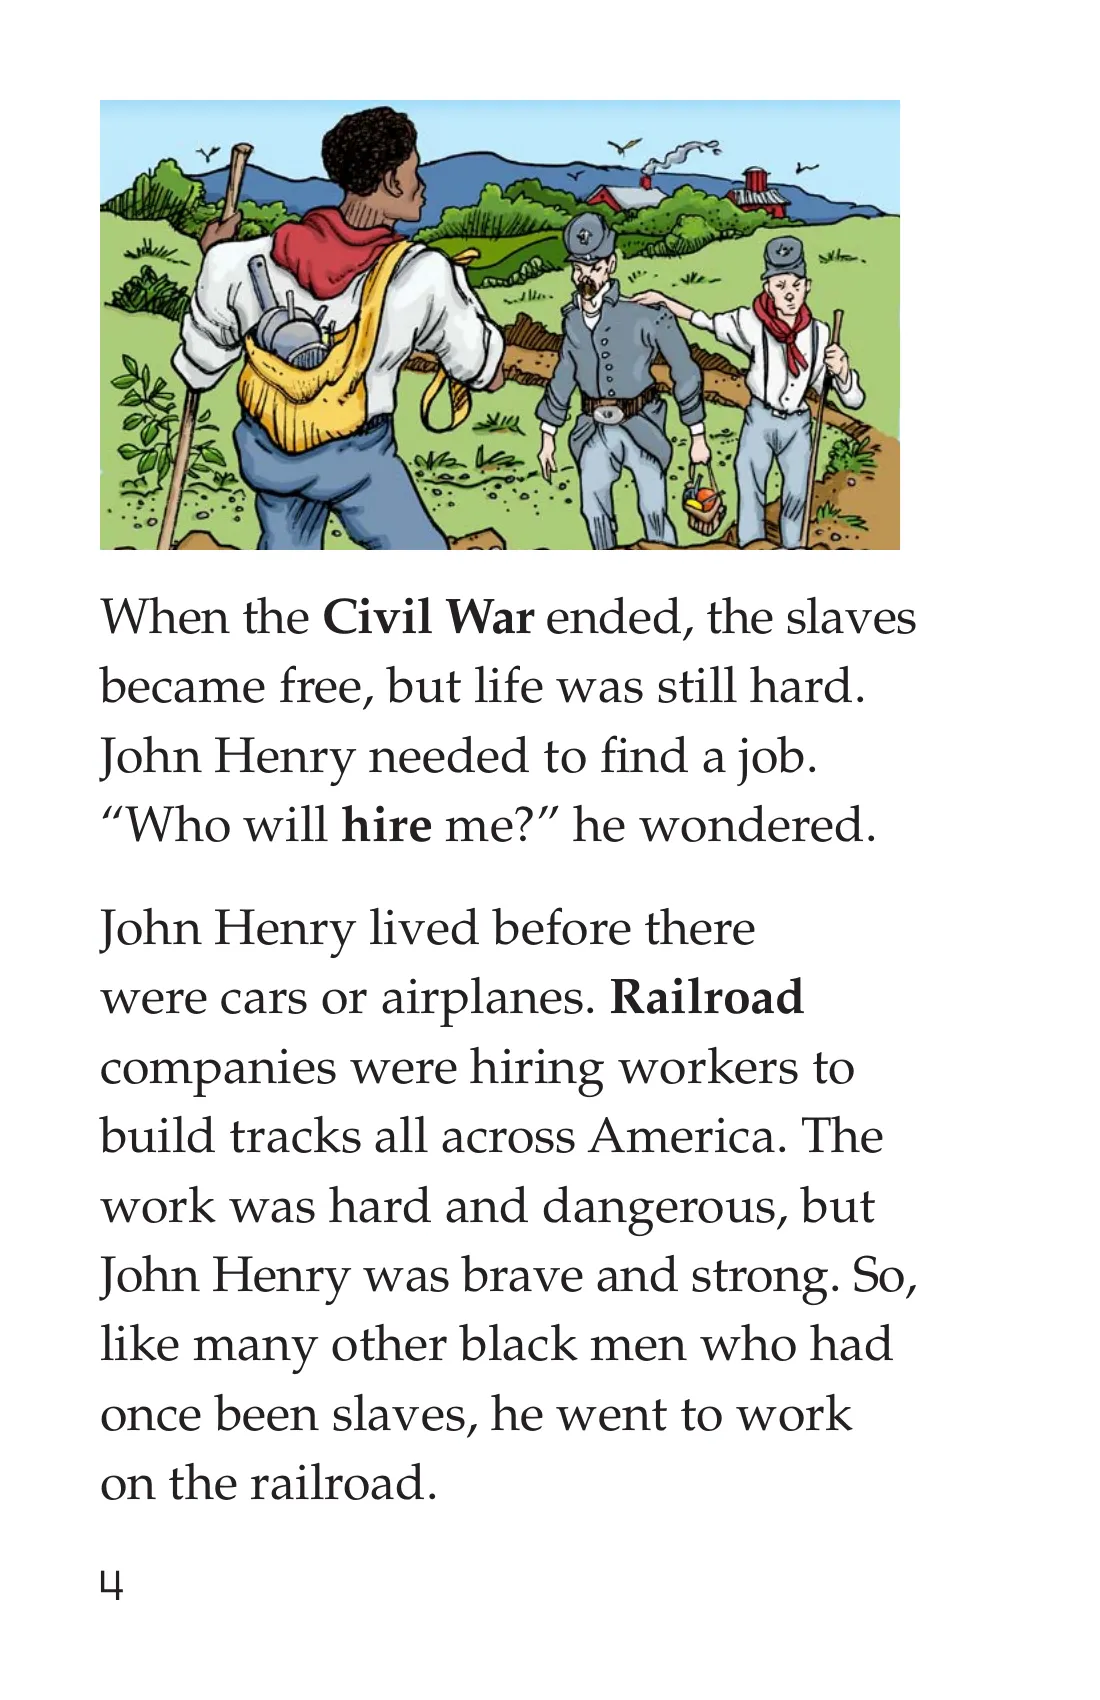 When the Civil War ended, the slaves
became free, but life was still hard.
John Henry needed to find a job.
“Who will hire me?” he wondered.
John Henry lived before there
were cars or airplanes. Railroad
companies were hiring workers to
build tracks all across America. The
work was hard and dangerous, but
John Henry was brave and strong. So,
like many other black men who had
once been slaves, he went to work
on the railroad.
4